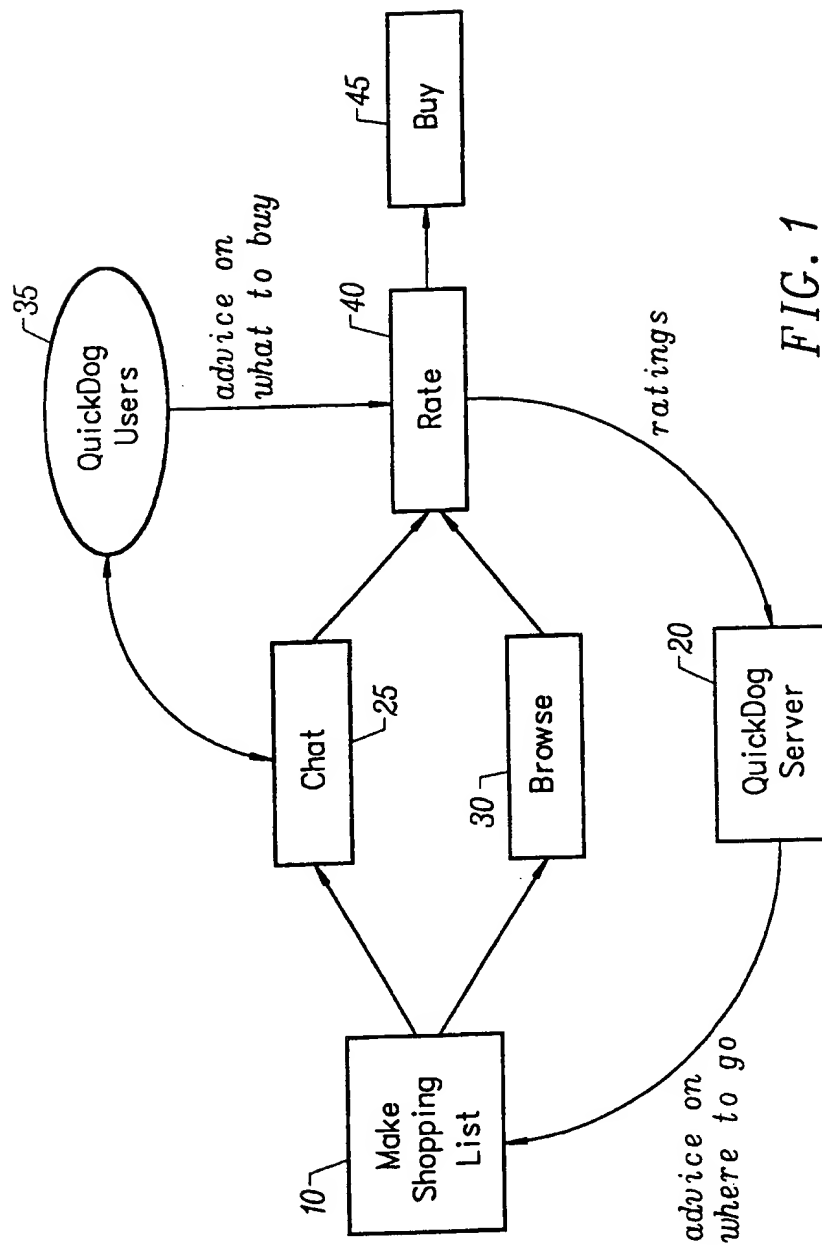 35
QuickDog
Users
advice on
what to buy
45
Buy
40
Rate
Chat
25
10
Make
Shopping
List
30
Browse
ratings
20
QuickDog
Server
advice on
where to go
FIG. 1